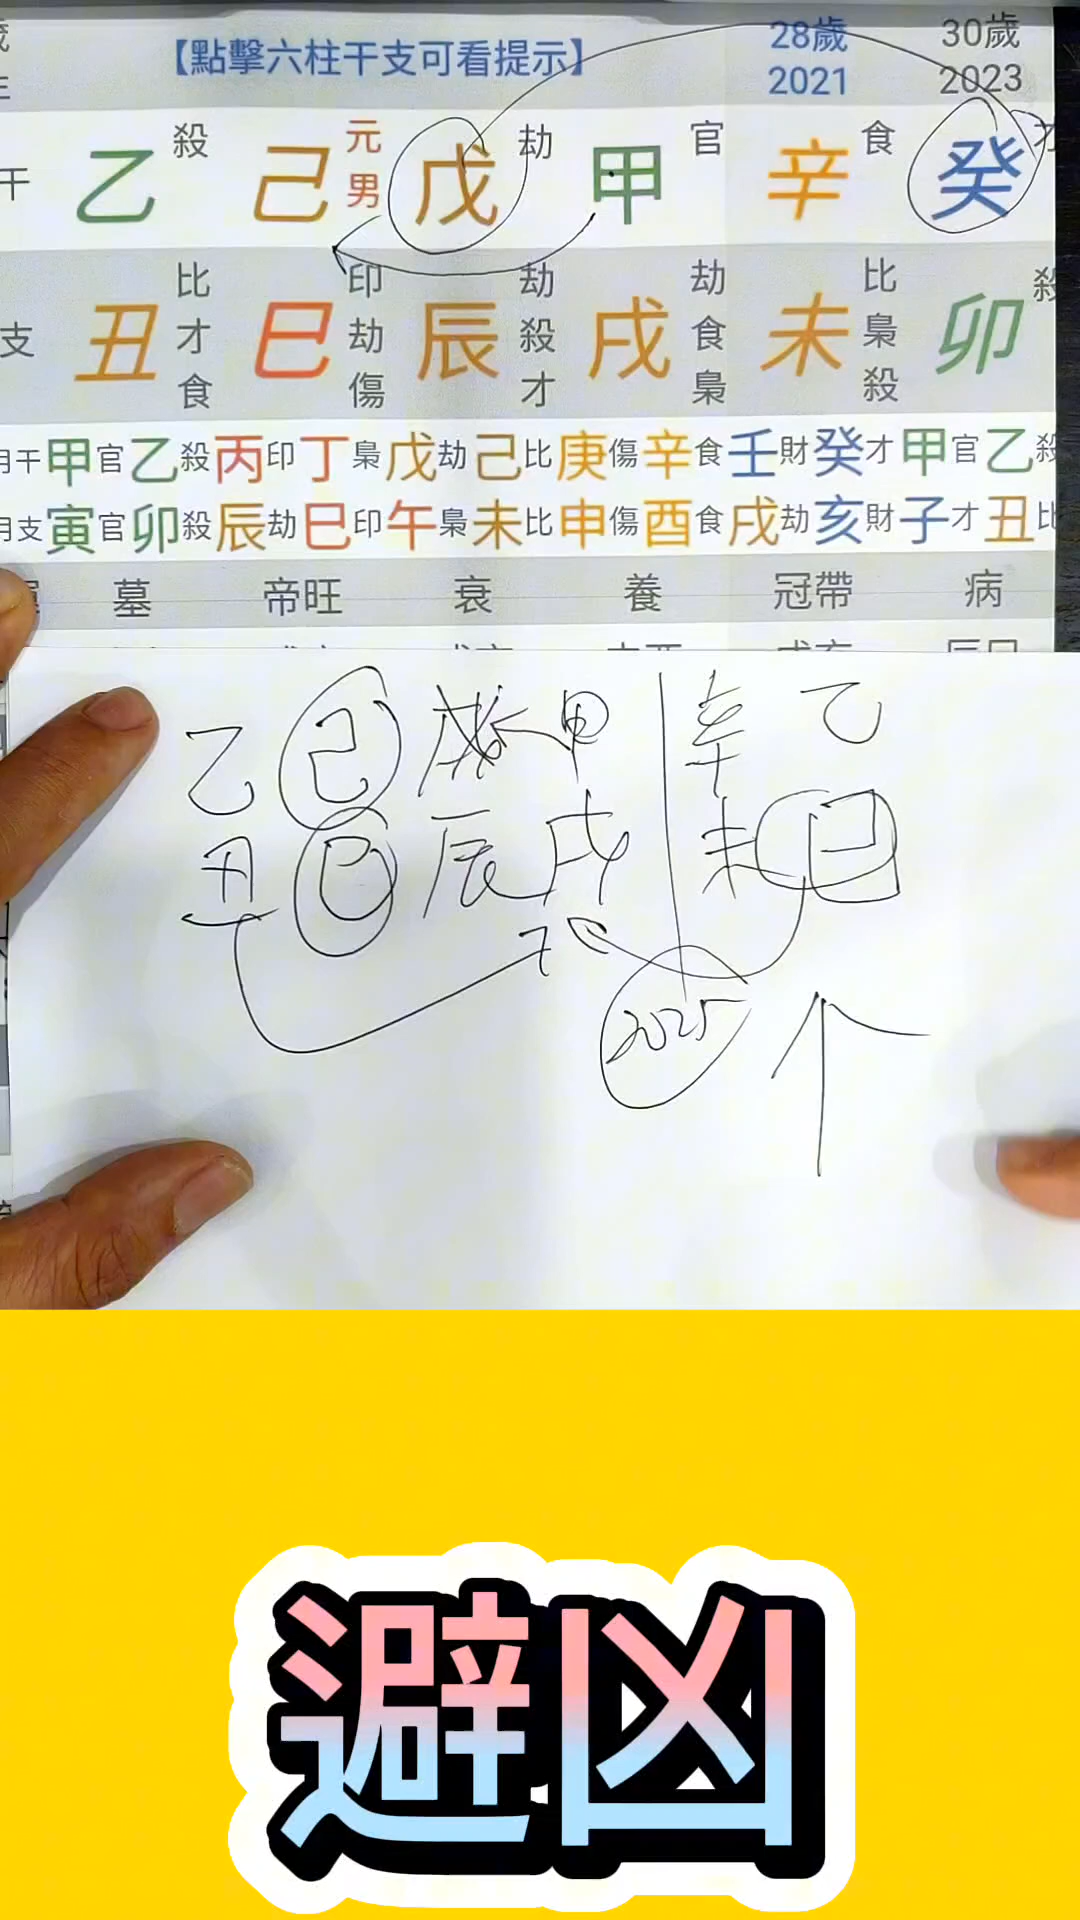 【點擊六柱干支可看提示】 28歲 30歲
2021 2023
干 乙 殺 己 元男 戊 劫 甲 官 辛 食 癸 才
支 丑 比才食 巳 印劫傷 辰 劫殺才 戌 劫食梟 未 比梟殺 卯 殺
月干 甲 官 乙 殺 丙 印 丁 梟 戊 劫 己 比 庚 傷 辛 食 壬 財 癸 才 甲 官 乙 殺
月支 寅 官 卯 殺 辰 劫 巳 印 午 梟 未 比 申 傷 酉 食 戌 劫 亥 財 子 才 丑 比
墓 帝旺 衰 養 冠帶 病
乙 己 戊 甲 辛 乙
丑 巳 辰 戌 未 巳
2025
避凶